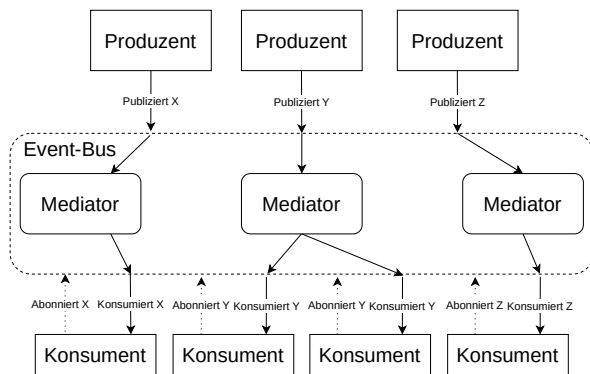 Produzent
Produzent
Produzent
Publiziert X
Publiziert Y
Publiziert Z
Event-Bus
Mediator
Mediator
Mediator
Abonniert X
Konsumiert X
Abonniert Y
Konsumiert Y
Abonniert Y
Konsumiert Y
Abonniert Z
Konsumiert Z
Konsument
Konsument
Konsument
Konsument